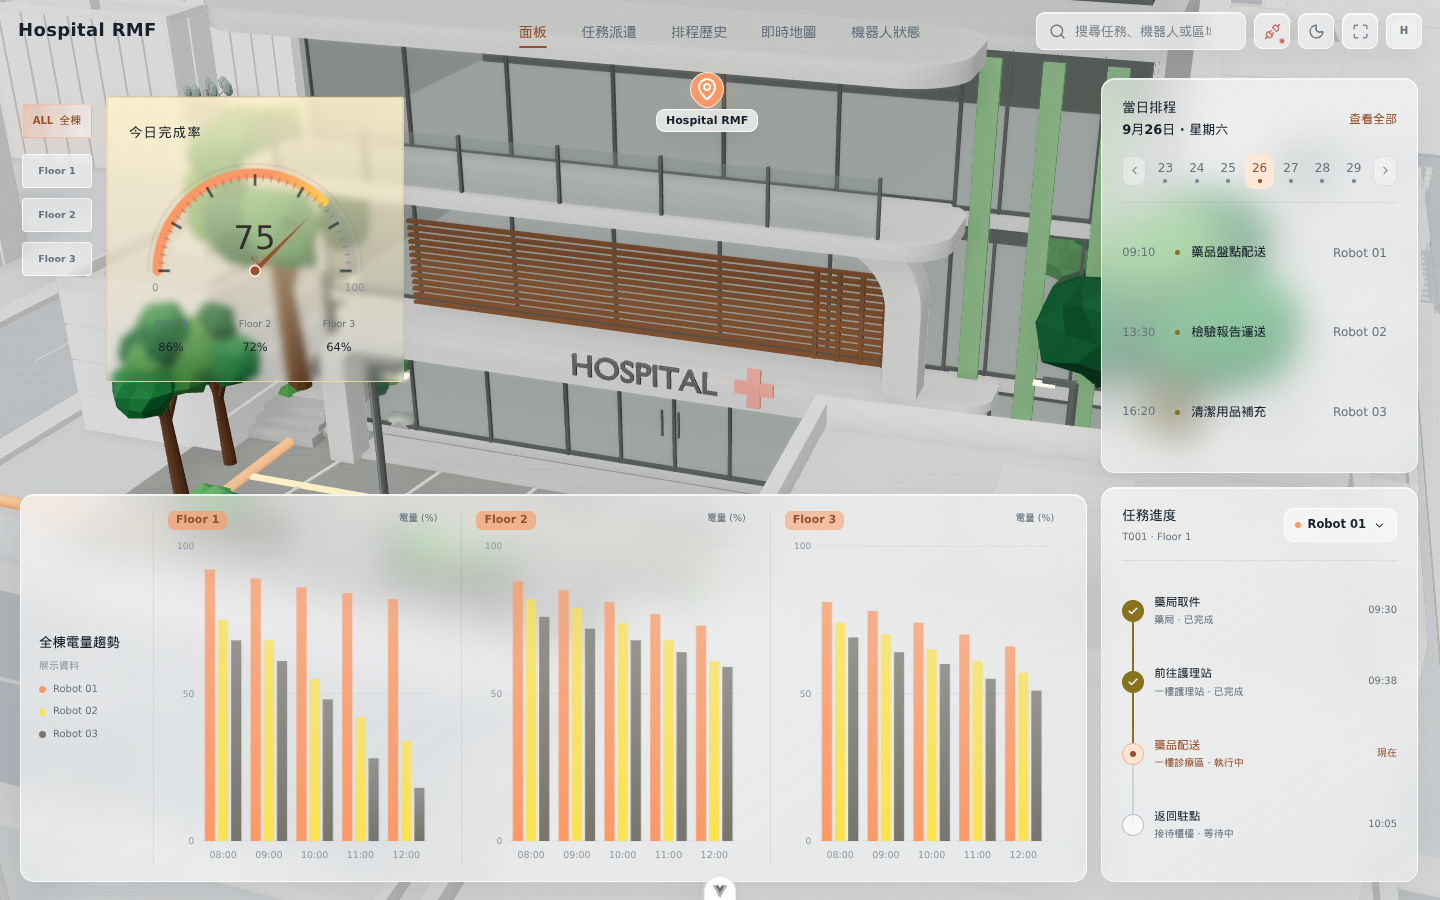 Hospital RMF
面板
任務派遣
排程歷史
即時地圖
機器人狀態
搜尋任務、機器人或區
H
ALL 全棟
Floor 1
Floor 2
Floor 3
今日完成率
75
%
0
100
Floor 1
Floor 2
Floor 3
86%
72%
64%
Hospital RMF
HOSPITAL
當日排程
9月26日・星期六
查看全部
23 24 25 26 27 28 29
09:10 藥品盤點配送 Robot 01
13:30 檢驗報告運送 Robot 02
16:20 清潔用品補充 Robot 03
全棟電量趨勢
展示資料
Robot 01
Robot 02
Robot 03
Floor 1
電量 (%)
100
50
0
08:00 09:00 10:00 11:00 12:00
Floor 2
電量 (%)
100
50
0
08:00 09:00 10:00 11:00 12:00
Floor 3
電量 (%)
100
50
0
08:00 09:00 10:00 11:00 12:00
任務進度
T001 · Floor 1
Robot 01
藥局取件
藥局 · 已完成
09:30
前往護理站
一樓護理站 · 已完成
09:38
藥品配送
一樓診療區 · 執行中
現在
返回駐點
接待櫃檯 · 等待中
10:05